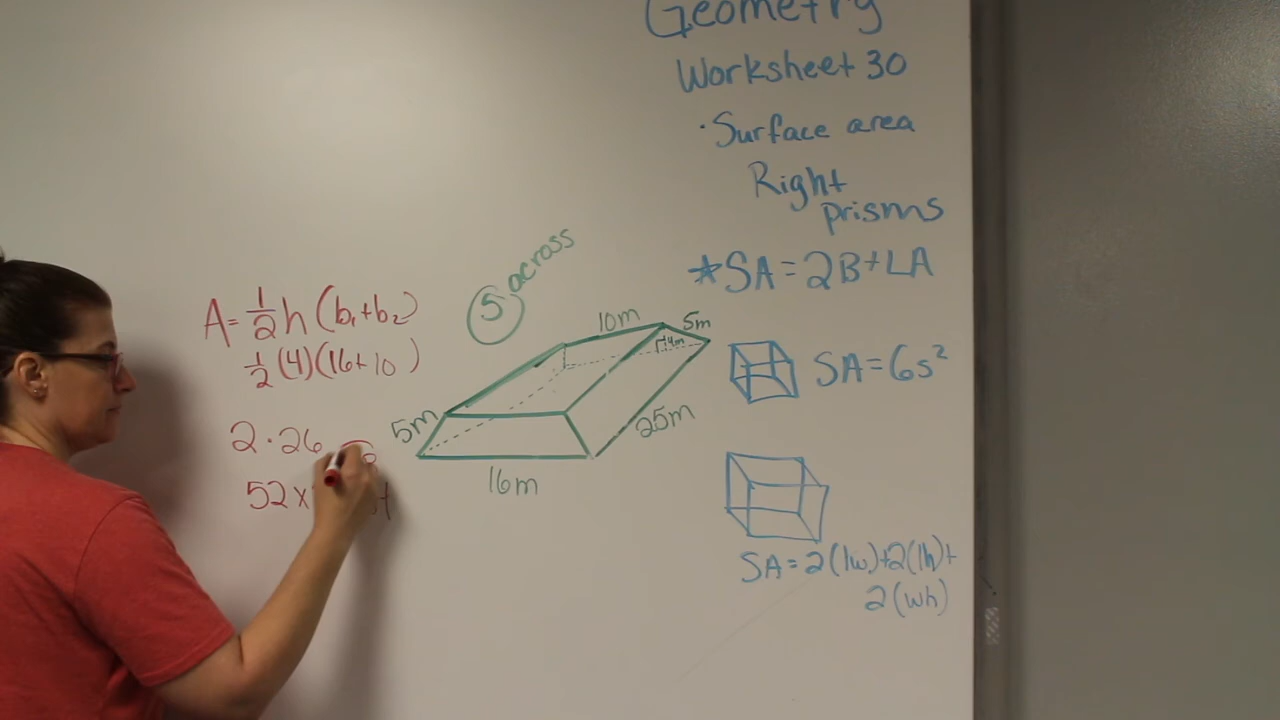 Geometry
Worksheet 30
· Surface area
Right
prisms
*SA=2B+LA
A=½h(b₁+b₂)
½(4)(16+10)
2·26
52x
5 across
10m
5m
4m
5m
25m
16m
SA=6s²
SA=2(lw)+2(lh)+
2(wh)